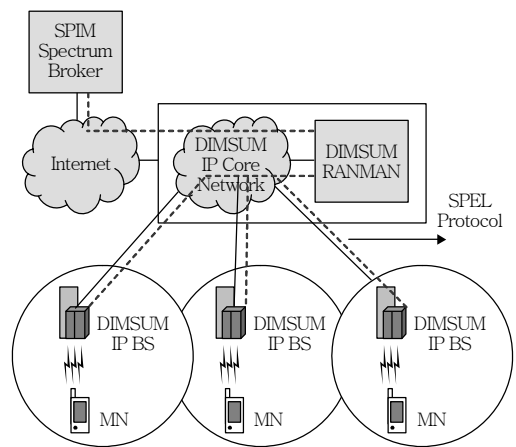 SPIM
Spectrum
Broker
Internet
DIMSUM
IP Core
Network
DIMSUM
RANMAN
SPEL
Protocol
DIMSUM
IP BS
DIMSUM
IP BS
DIMSUM
IP BS
MN
MN
MN